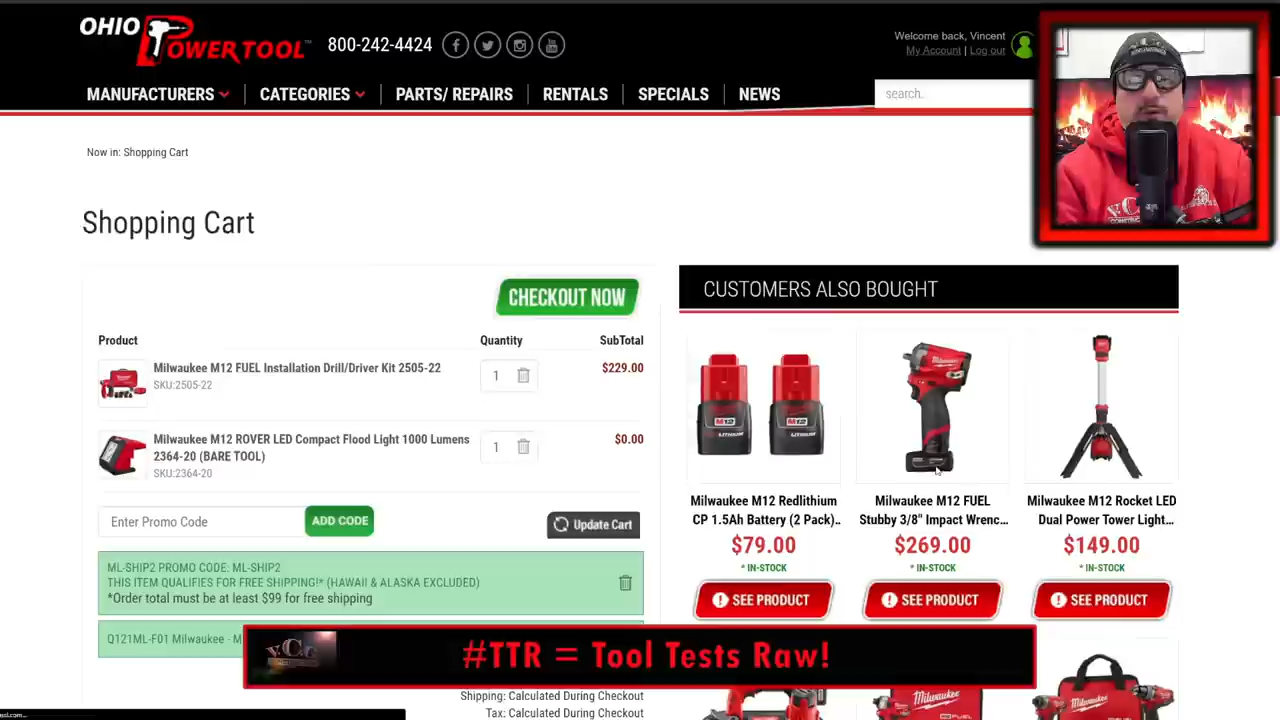 OHIO
POWERTOOL™
800-242-4424
Welcome back, Vincent
My Account | Log out
MANUFACTURERS
CATEGORIES
PARTS/ REPAIRS
RENTALS
SPECIALS
NEWS
search.
Now in: Shopping Cart
Shopping Cart
CHECKOUT NOW
Product Quantity SubTotal
Milwaukee M12 FUEL Installation Drill/Driver Kit 2505-22
SKU:2505-22
1
$229.00
Milwaukee M12 ROVER LED Compact Flood Light 1000 Lumens
2364-20 (BARE TOOL)
SKU:2364-20
1
$0.00
Enter Promo Code
ADD CODE
Update Cart
ML-SHIP2 PROMO CODE: ML-SHIP2
THIS ITEM QUALIFIES FOR FREE SHIPPING!* (HAWAII & ALASKA EXCLUDED)
*Order total must be at least $99 for free shipping
Q121ML-F01 Milwaukee - M
Shipping: Calculated During Checkout
Tax: Calculated During Checkout
CUSTOMERS ALSO BOUGHT
Milwaukee M12 Redlithium
CP 1.5Ah Battery (2 Pack)..
$79.00
* IN-STOCK
SEE PRODUCT
Milwaukee M12 FUEL
Stubby 3/8" Impact Wrenc...
$269.00
* IN-STOCK
SEE PRODUCT
Milwaukee M12 Rocket LED
Dual Power Tower Light...
$149.00
* IN-STOCK
SEE PRODUCT
#TTR = Tool Tests Raw!